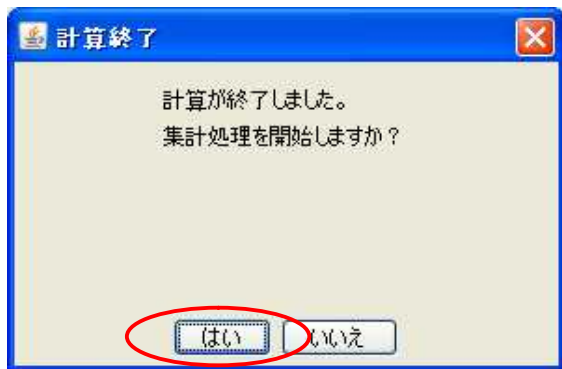 計算終了
計算が終了しました。
集計処理を開始しますか？
はい
いいえ